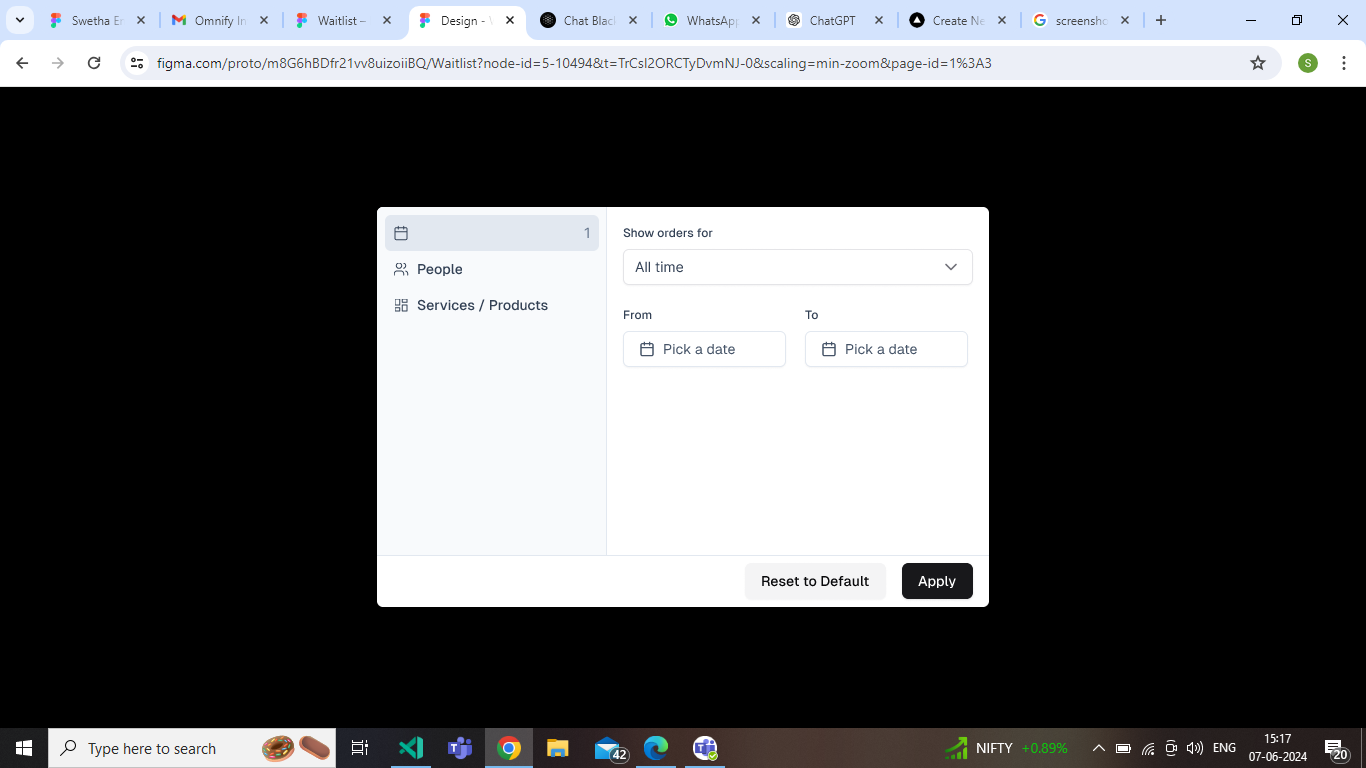 Swetha En
Omnify In
Waitlist –
Design -
Chat Black
WhatsApp
ChatGPT
Create Ne
screensho
figma.com/proto/m8G6hBDfr21vv8uizoiiBQ/Waitlist?node-id=5-10494&t=TrCsI2ORCTyDvmNJ-0&scaling=min-zoom&page-id=1%3A3
S
1
People
Services / Products
Show orders for
All time
From
To
Pick a date
Pick a date
Reset to Default
Apply
Type here to search
42
NIFTY +0.89%
ENG
15:17
07-06-2024
20